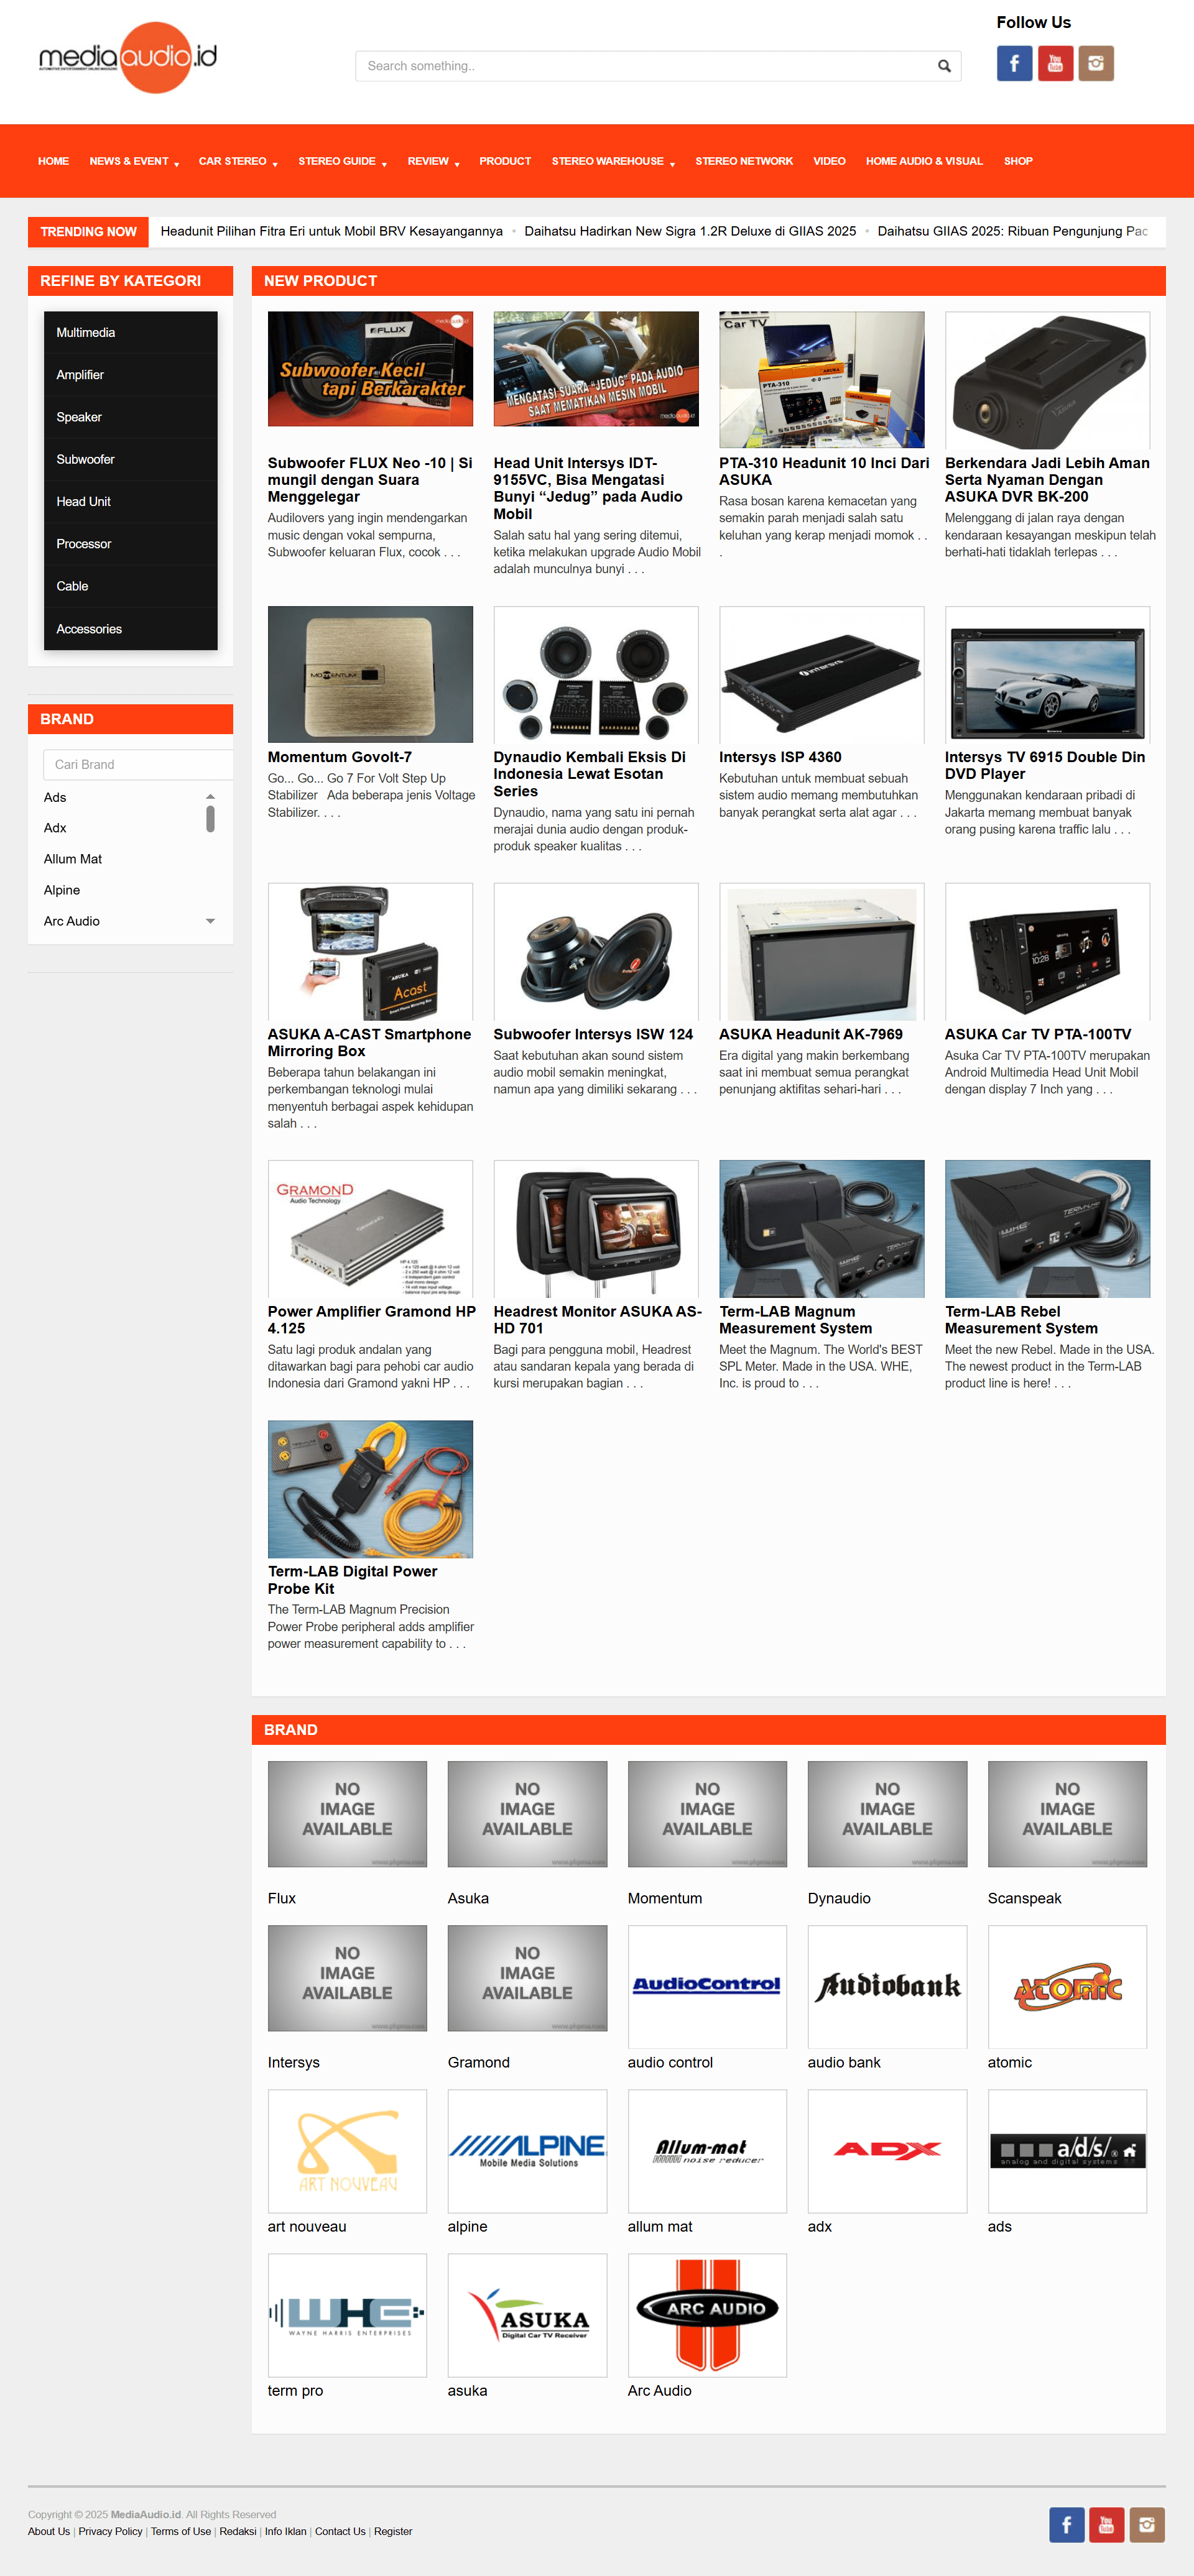 mediaaudio.id
Search something..
Follow Us
HOME NEWS & EVENT CAR STEREO STEREO GUIDE REVIEW PRODUCT STEREO WAREHOUSE STEREO NETWORK VIDEO HOME AUDIO & VISUAL SHOP
TRENDING NOW Headunit Pilihan Fitra Eri untuk Mobil BRV Kesayangannya • Daihatsu Hadirkan New Sigra 1.2R Deluxe di GIIAS 2025 • Daihatsu GIIAS 2025: Ribuan Pengunjung Pac
REFINE BY KATEGORI
Multimedia
Amplifier
Speaker
Subwoofer
Head Unit
Processor
Cable
Accessories
BRAND
Cari Brand
Ads
Adx
Allum Mat
Alpine
Arc Audio
NEW PRODUCT
FLUX
Subwoofer Kecil
tapi Berkarakter
Subwoofer FLUX Neo -10 | Si
mungil dengan Suara
Menggelegar
Audilovers yang ingin mendengarkan
music dengan vokal sempurna,
Subwoofer keluaran Flux, cocok . . .
MENGATASI SUARA "JEDUG" PADA AUDIO
SAAT MEMATIKAN MESIN MOBIL
Head Unit Intersys IDT-
9155VC, Bisa Mengatasi
Bunyi “Jedug” pada Audio
Mobil
Salah satu hal yang sering ditemui,
ketika melakukan upgrade Audio Mobil
adalah munculnya bunyi . . .
Car TV
PTA-310
PTA-310 Headunit 10 Inci Dari
ASUKA
Rasa bosan karena kemacetan yang
semakin parah menjadi salah satu
keluhan yang kerap menjadi momok . .
.
Berkendara Jadi Lebih Aman
Serta Nyaman Dengan
ASUKA DVR BK-200
Melenggang di jalan raya dengan
kendaraan kesayangan meskipun telah
berhati-hati tidaklah terlepas . . .
MOMENTUM
Momentum Govolt-7
Go... Go... Go 7 For Volt Step Up
Stabilizer   Ada beberapa jenis Voltage
Stabilizer. . . .
Dynaudio Kembali Eksis Di
Indonesia Lewat Esotan
Series
Dynaudio, nama yang satu ini pernah
merajai dunia audio dengan produk-
produk speaker kualitas . . .
intersys
Intersys ISP 4360
Kebutuhan untuk membuat sebuah
sistem audio memang membutuhkan
banyak perangkat serta alat agar . . .
Intersys TV 6915 Double Din
DVD Player
Menggunakan kendaraan pribadi di
Jakarta memang membuat banyak
orang pusing karena traffic lalu . . .
ASUKA
Acast
ASUKA A-CAST Smartphone
Mirroring Box
Beberapa tahun belakangan ini
perkembangan teknologi mulai
menyentuh berbagai aspek kehidupan
salah . . .
Subwoofer Intersys ISW 124
Saat kebutuhan akan sound sistem
audio mobil semakin meningkat,
namun apa yang dimiliki sekarang . . .
ASUKA Headunit AK-7969
Era digital yang makin berkembang
saat ini membuat semua perangkat
penunjang aktifitas sehari-hari . . .
10:28
ASUKA Car TV PTA-100TV
Asuka Car TV PTA-100TV merupakan
Android Multimedia Head Unit Mobil
dengan display 7 Inch yang . . .
GRAMOND
Audio Technology
HP 4.125
Power Amplifier Gramond HP
4.125
Satu lagi produk andalan yang
ditawarkan bagi para pehobi car audio
Indonesia dari Gramond yakni HP . . .
Headrest Monitor ASUKA AS-
HD 701
Bagi para pengguna mobil, Headrest
atau sandaran kepala yang berada di
kursi merupakan bagian . . .
TERM-LAB
WHE
Term-LAB Magnum
Measurement System
Meet the Magnum. The World's BEST
SPL Meter. Made in the USA. WHE,
Inc. is proud to . . .
TERM-LAB
WHE
Term-LAB Rebel
Measurement System
Meet the new Rebel. Made in the USA.
The newest product in the Term-LAB
product line is here! . . .
Term-LAB Digital Power
Probe Kit
The Term-LAB Magnum Precision
Power Probe peripheral adds amplifier
power measurement capability to . . .
BRAND
NO
IMAGE
AVAILABLE
Flux
NO
IMAGE
AVAILABLE
Asuka
NO
IMAGE
AVAILABLE
Momentum
NO
IMAGE
AVAILABLE
Dynaudio
NO
IMAGE
AVAILABLE
Scanspeak
NO
IMAGE
AVAILABLE
Intersys
NO
IMAGE
AVAILABLE
Gramond
AudioControl
audio control
Audiobank
audio bank
ATOMIC
atomic
ART NOUVEAU
art nouveau
ALPINE
Mobile Media Solutions
alpine
Allum-mat
noise reducer
allum mat
ADX
adx
a/d/s/
analog and digital systems
ads
WHE
WAYNE HARRIS ENTERPRISES
term pro
ASUKA
Digital Car TV Receiver
asuka
ARC AUDIO
Arc Audio
Copyright © 2025 MediaAudio.id. All Rights Reserved
About Us | Privacy Policy | Terms of Use | Redaksi | Info Iklan | Contact Us | Register